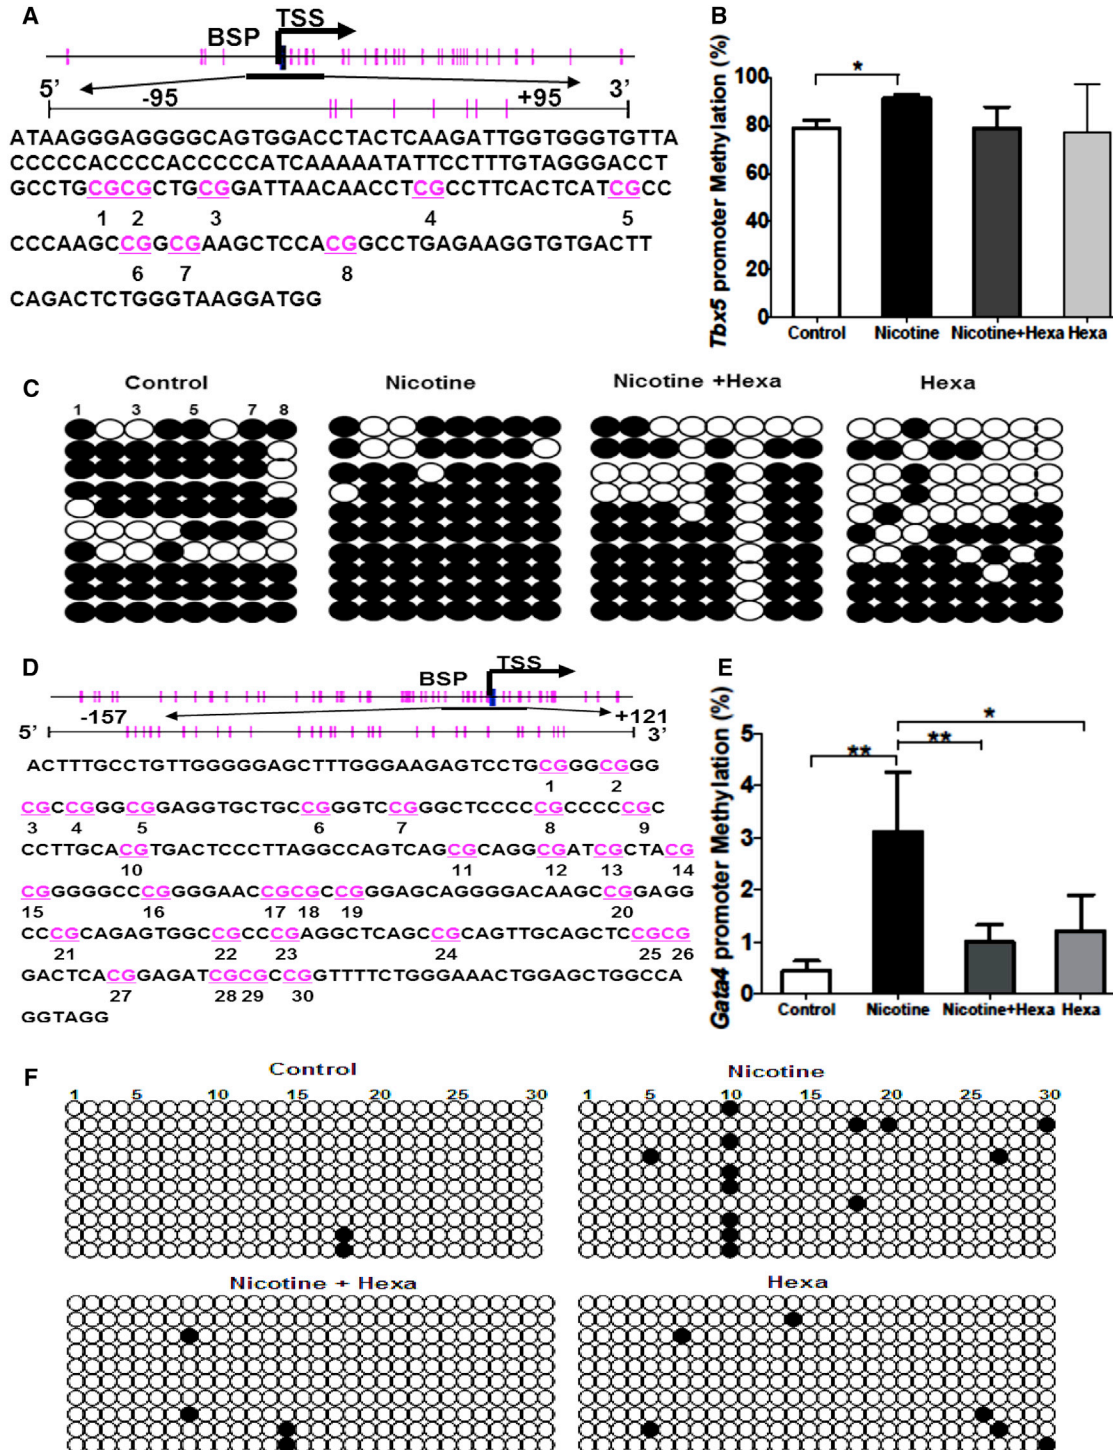 A
BSP
TSS
5’
-95
+95
3’
ATAAGGGAGGGGCAGTGGACCTACTCAAGATTGGTGGGTGTTA
CCCCCACCCCACCCCCATCAAAAATATTCCTTTGTAGGGACCT
GCCTGCGCGCTGCGGATTAACAACCTCGCCTTCACTCATCGCC
1 2 3 4 5
CCCAAGCCGGCGAAGCTCCACGGCCTGAGAAGGTGTGACTT
6 7 8
CAGACTCTGGGTAAGGATGG
B
Tbx5 promoter Methylation (%)
100
80
60
40
20
0
*
Control Nicotine Nicotine+Hexa Hexa
C
Control Nicotine Nicotine +Hexa Hexa
1 3 5 7 8
D
BSP
TSS
-157
+121
5’
3’
ACTTTGCCTGTTGGGGGAGCTTTGGGAAGAGTCCTGCGGGCGGG
1 2
CGCCGGGCGGAGGTGCTGCCGGGTCCGGGCTCCCCCGCCCCCGC
3 4 5 6 7 8 9
CCTTGCACGTGACTCCCTTAGGCCAGTCAGCGCAGGCGATCGCTACG
10 11 12 13 14
CGGGGGCCCGGGGAACCGCGCCGGGAGCAGGGGACAAGCCGGAGG
15 16 17 18 19 20
CCCGCAGAGTGGCCGCCCGAGGCTCAGCCGCAGTTGCAGCTCCGCG
21 22 23 24 25 26
GACTCACGGAGATCGCGCCGGTTTTCTGGGAAACTGGAGCTGGCCA
27 28 29 30
GGTAGG
E
Gata4 promoter Methylation (%)
5
4
3
2
1
0
** ** *
Control Nicotine Nicotine+Hexa Hexa
F
Control
1 5 10 15 20 25 30
Nicotine
1 5 10 15 20 25 30
Nicotine + Hexa
Hexa